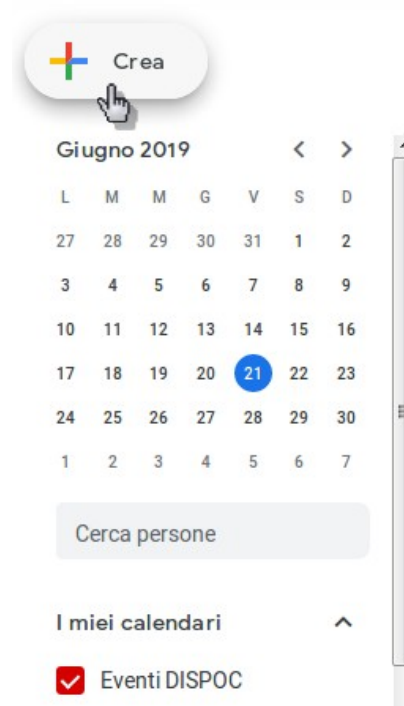 Crea
Giugno 2019
L M M G V S D
27 28 29 30 31 1 2
3 4 5 6 7 8 9
10 11 12 13 14 15 16
17 18 19 20 21 22 23
24 25 26 27 28 29 30
1 2 3 4 5 6 7
Cerca persone
I miei calendari
Eventi DISPOC